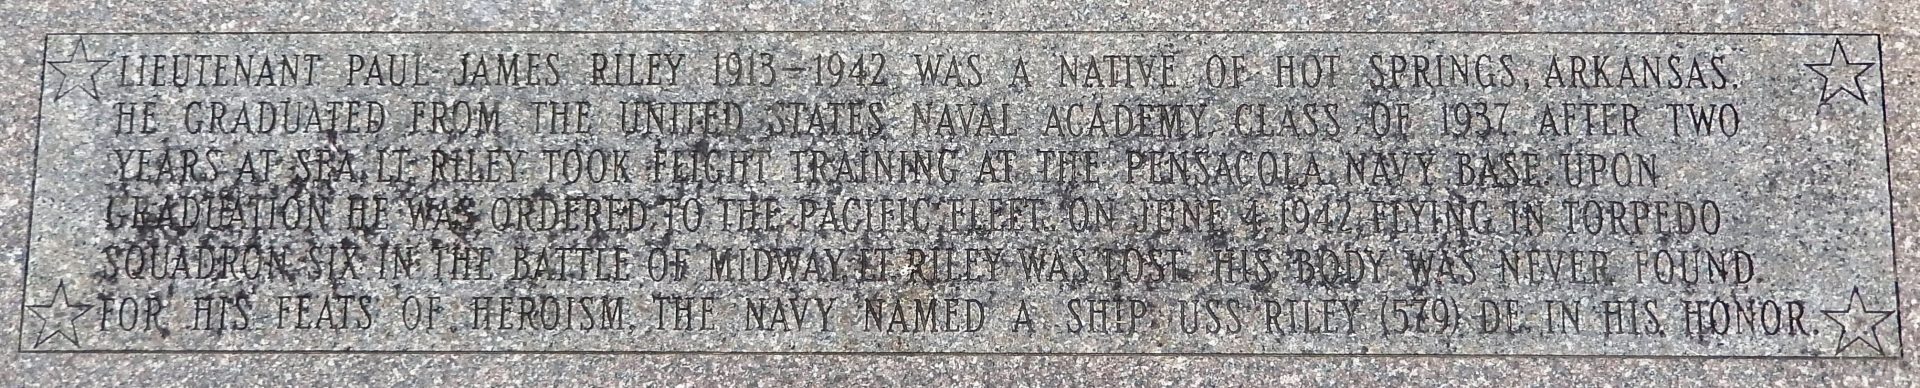 LIEUTENANT PAUL JAMES RILEY 1913-1942 WAS A NATIVE OF HOT SPRINGS, ARKANSAS.
HE GRADUATED FROM THE UNITED STATES NAVAL ACADEMY, CLASS OF 1937. AFTER TWO
YEARS AT SEA, LT. RILEY TOOK FLIGHT TRAINING AT THE PENSACOLA NAVY BASE. UPON
GRADUATION HE WAS ORDERED TO THE PACIFIC FLEET. ON JUNE 4, 1942, FLYING IN TORPEDO
SQUADRON SIX IN THE BATTLE OF MIDWAY, LT. RILEY WAS LOST. HIS BODY WAS NEVER FOUND.
FOR HIS FEATS OF HEROISM, THE NAVY NAMED A SHIP USS RILEY (579) DE. IN HIS HONOR.